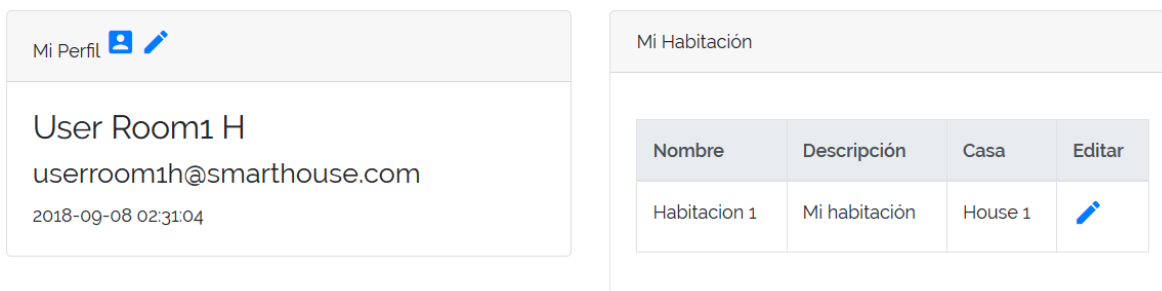 Mi Perfil
User Room1 H
userroom1h@smarthouse.com
2018-09-08 02:31:04
Mi Habitación
Nombre Descripción Casa Editar
Habitacion 1 Mi habitación House 1